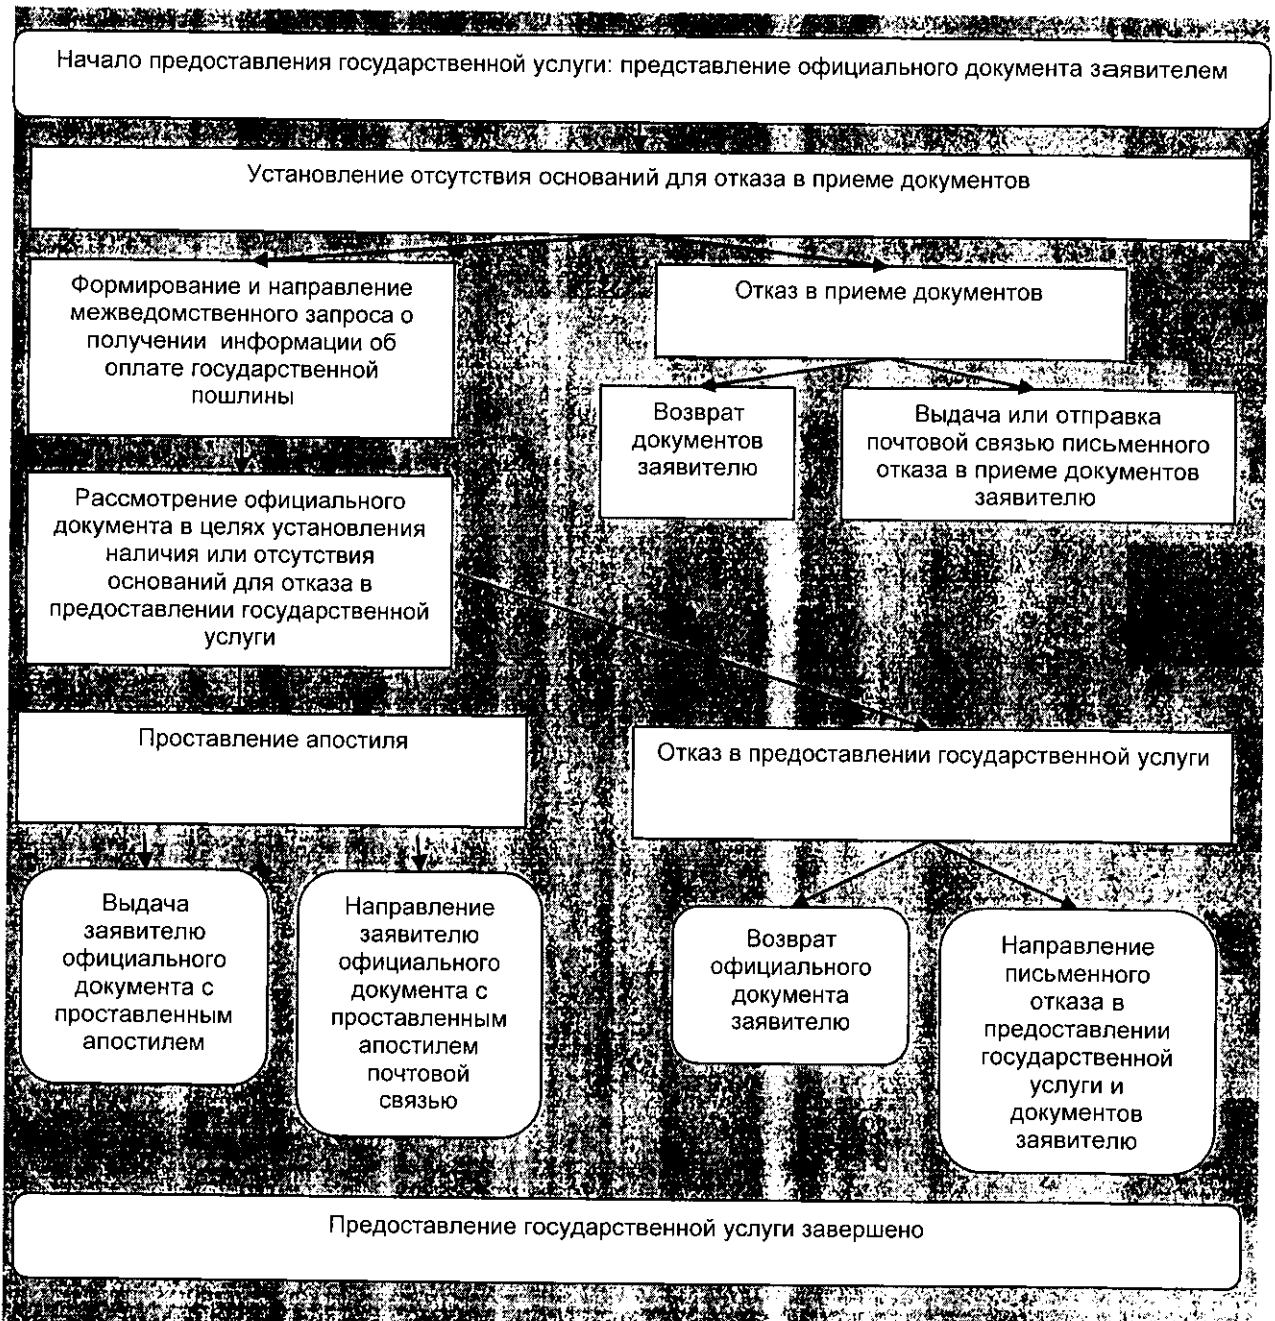 Начало предоставления государственной услуги: представление официального документа заявителем
Установление отсутствия оснований для отказа в приеме документов
Формирование и направление
межведомственного запроса о
получении информации об
оплате государственной
пошлины
Отказ в приеме документов
Возврат
документов
заявителю
Выдача или отправка
почтовой связью письменного
отказа в приеме документов
заявителю
Рассмотрение официального
документа в целях установления
наличия или отсутствия
оснований для отказа в
предоставлении государственной
услуги
Проставление апостиля
Отказ в предоставлении государственной услуги
Выдача
заявителю
официального
документа с
проставленным
апостилем
Направление
заявителю
официального
документа с
проставленным
апостилем
почтовой
связью
Возврат
официального
документа
заявителю
Направление
письменного
отказа в
предоставлении
государственной
услуги и
документов
заявителю
Предоставление государственной услуги завершено